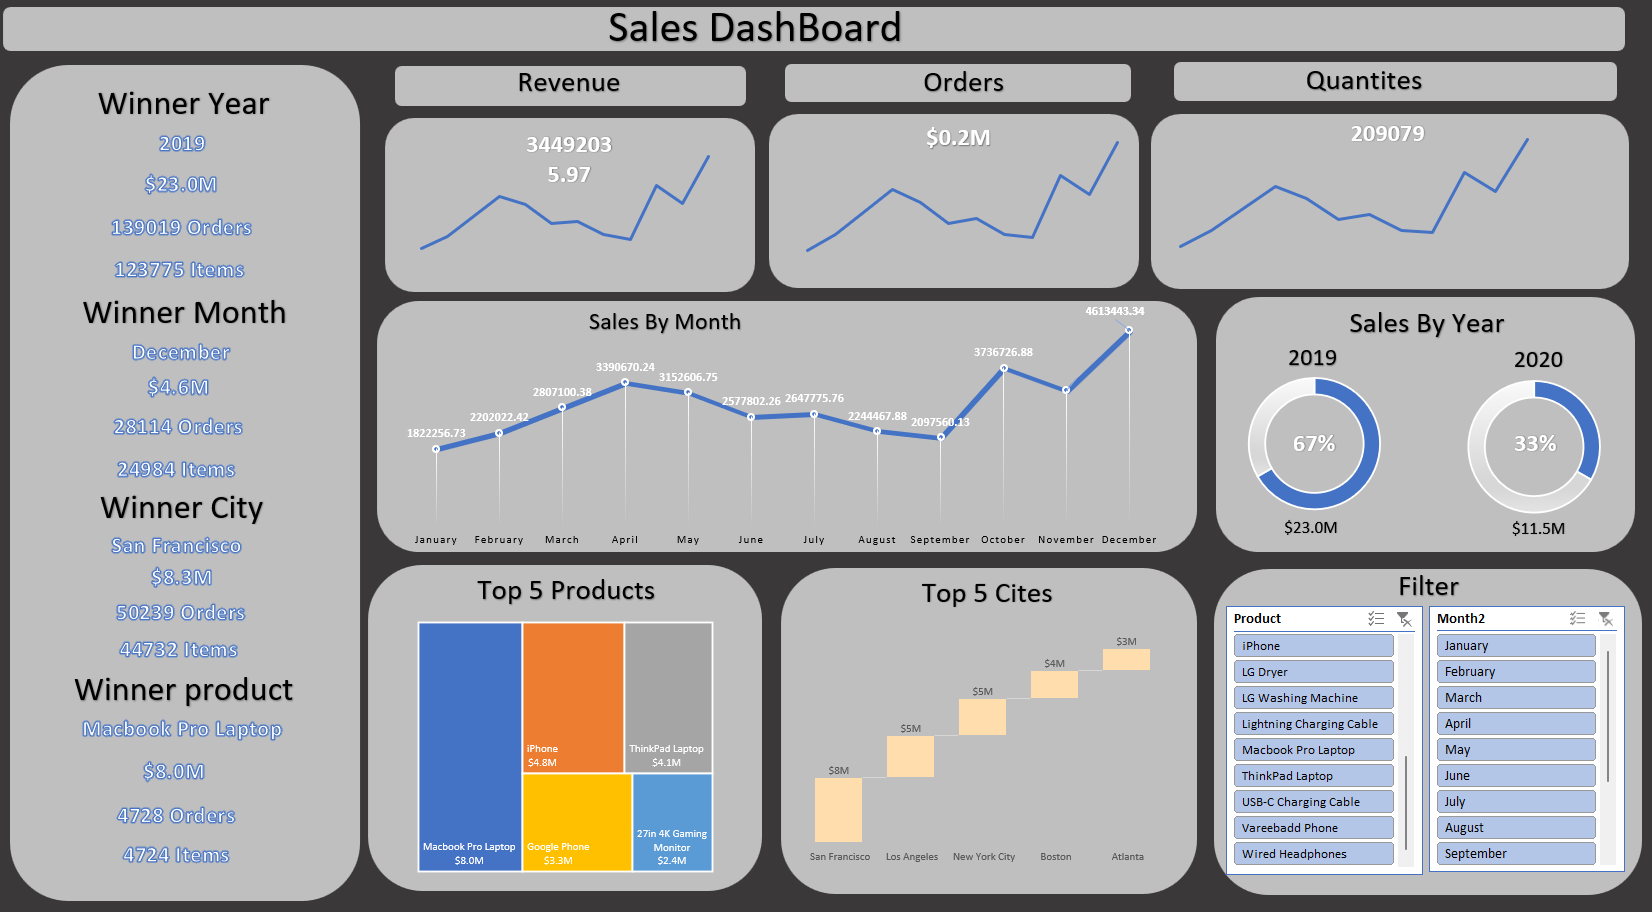 Sales DashBoard
Winner Year
2019
$23.0M
139019 Orders
123775 Items
Winner Month
December
$4.6M
28114 Orders
24984 Items
Winner City
San Francisco
$8.3M
50239 Orders
44732 Items
Winner product
Macbook Pro Laptop
$8.0M
4728 Orders
4724 Items
Revenue
3449203
5.97
Orders
$0.2M
Quantites
209079
Sales By Month
1822256.73
2202022.42
2807100.38
3390670.24
3152606.75
2577802.26
2647775.76
2244467.88
2097560.13
3736726.88
4613443.34
January February March April May June July August September October November December
Sales By Year
2019
67%
$23.0M
2020
33%
$11.5M
Top 5 Products
Macbook Pro Laptop
$8.0M
iPhone
$4.8M
ThinkPad Laptop
$4.1M
Google Phone
$3.3M
27in 4K Gaming
Monitor
$2.4M
Top 5 Cites
$8M
$5M
$5M
$4M
$3M
San Francisco Los Angeles New York City Boston Atlanta
Filter
Product
iPhone
LG Dryer
LG Washing Machine
Lightning Charging Cable
Macbook Pro Laptop
ThinkPad Laptop
USB-C Charging Cable
Vareebadd Phone
Wired Headphones
Month2
January
February
March
April
May
June
July
August
September